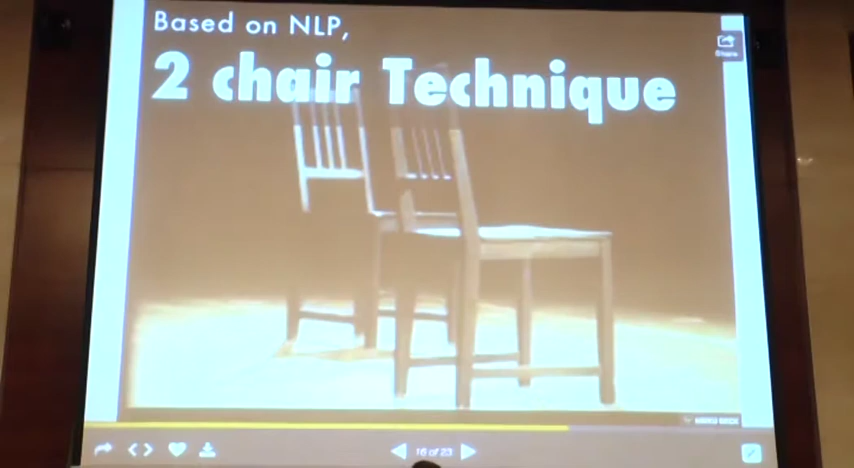 Based on NLP,
2 chair Technique
Share
16 of 23